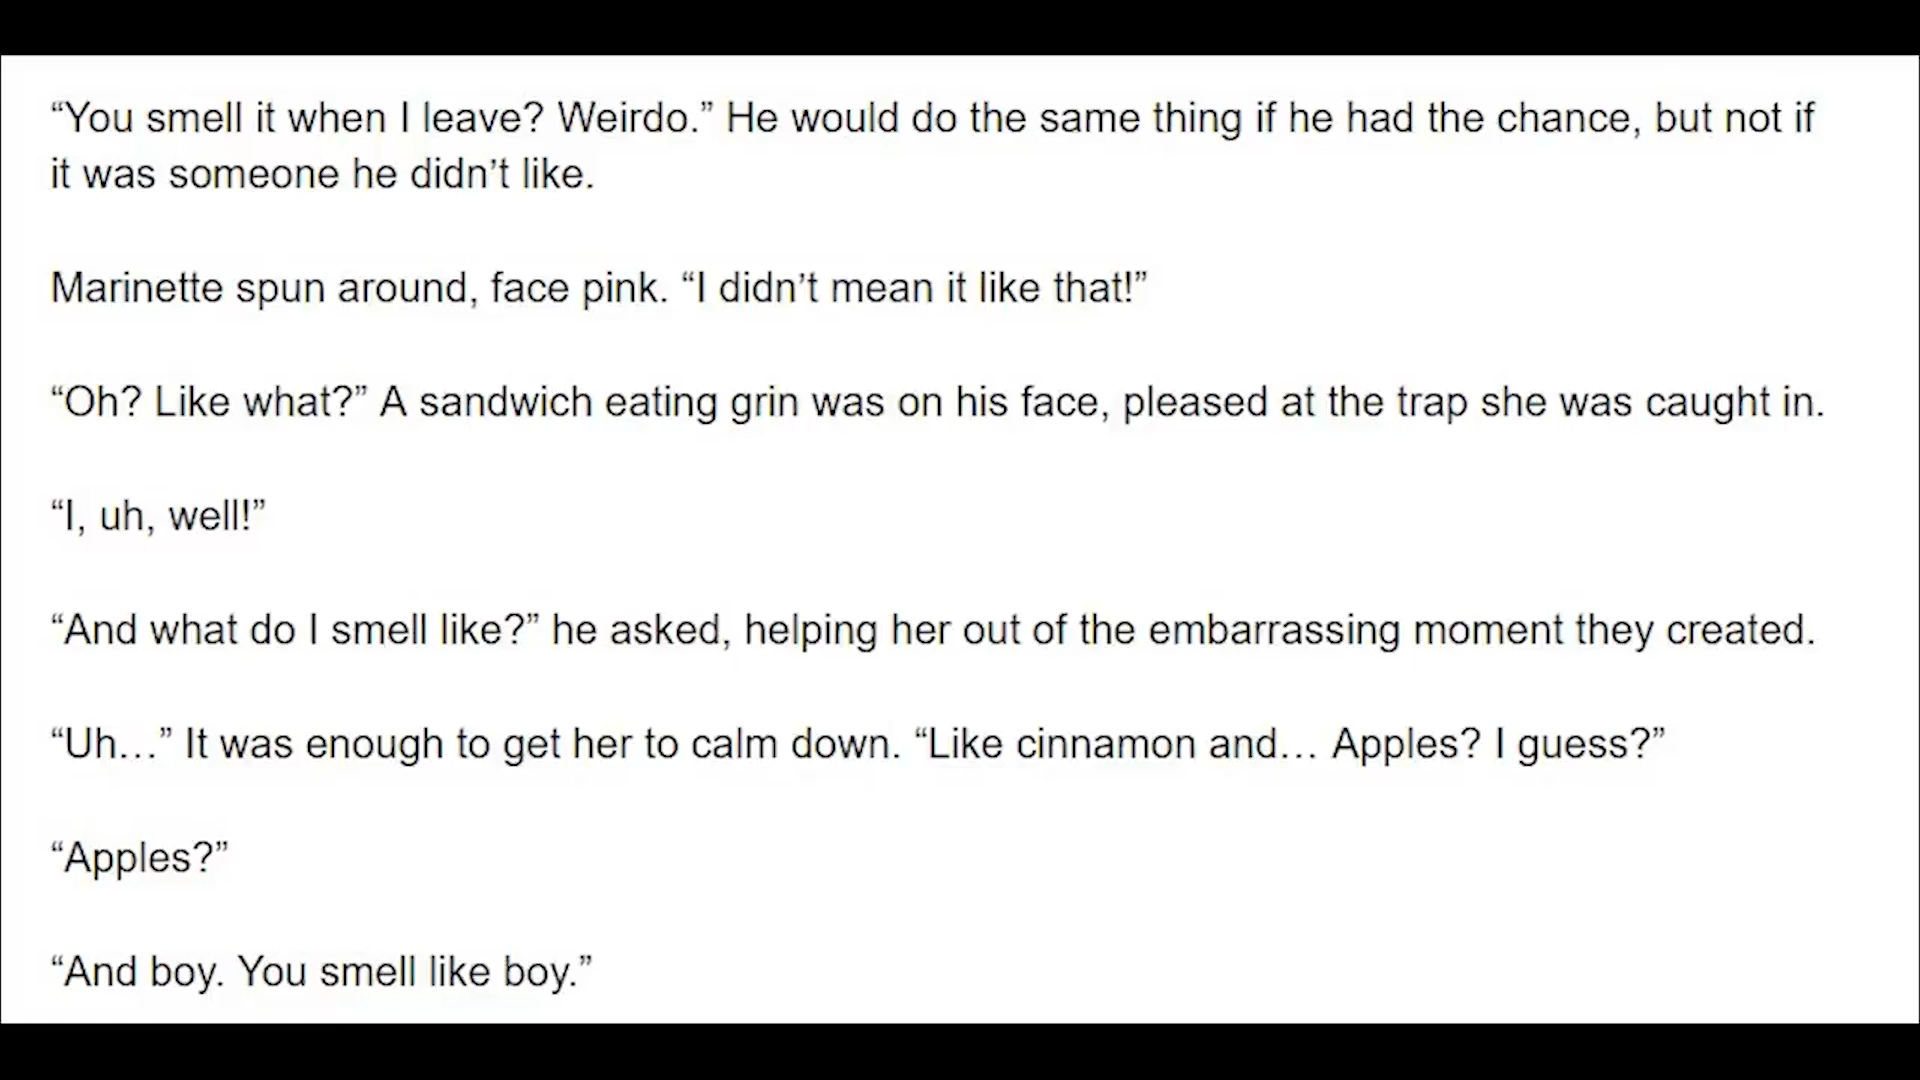 “You smell it when I leave? Weirdo.” He would do the same thing if he had the chance, but not if
it was someone he didn’t like.
Marinette spun around, face pink. “I didn’t mean it like that!”
“Oh? Like what?” A sandwich eating grin was on his face, pleased at the trap she was caught in.
“I, uh, well!”
“And what do I smell like?” he asked, helping her out of the embarrassing moment they created.
“Uh…” It was enough to get her to calm down. “Like cinnamon and… Apples? I guess?”
“Apples?”
“And boy. You smell like boy.”